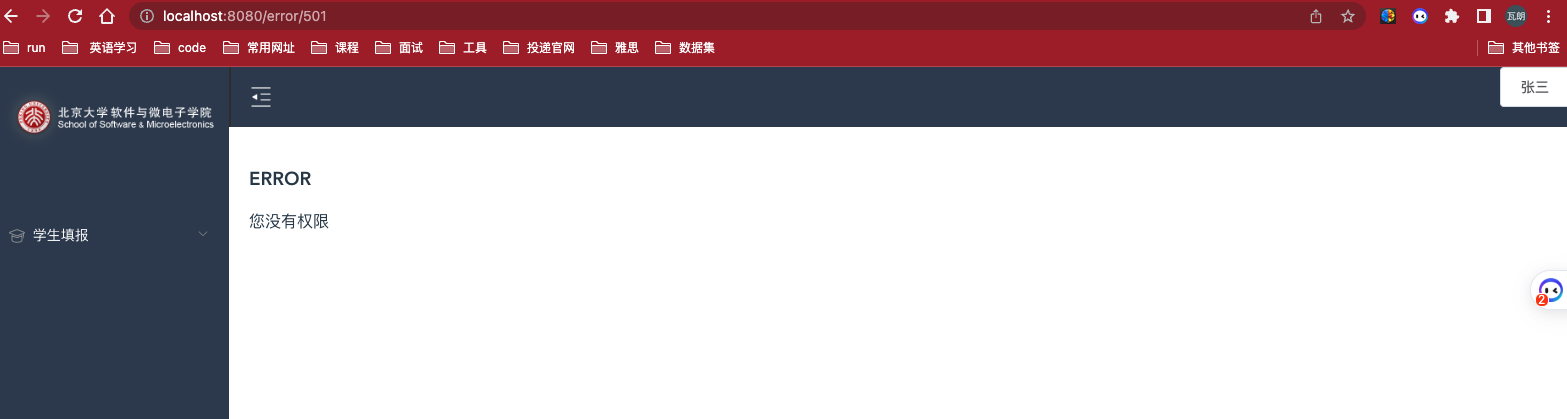 localhost:8080/error/501
瓦朗
run 英语学习 code 常用网址 课程 面试 工具 投递官网 雅思 数据集 其他书签
北京大学 软件与微电子学院
School of Software & Microelectronics
张三
ERROR
您没有权限
学生填报
2